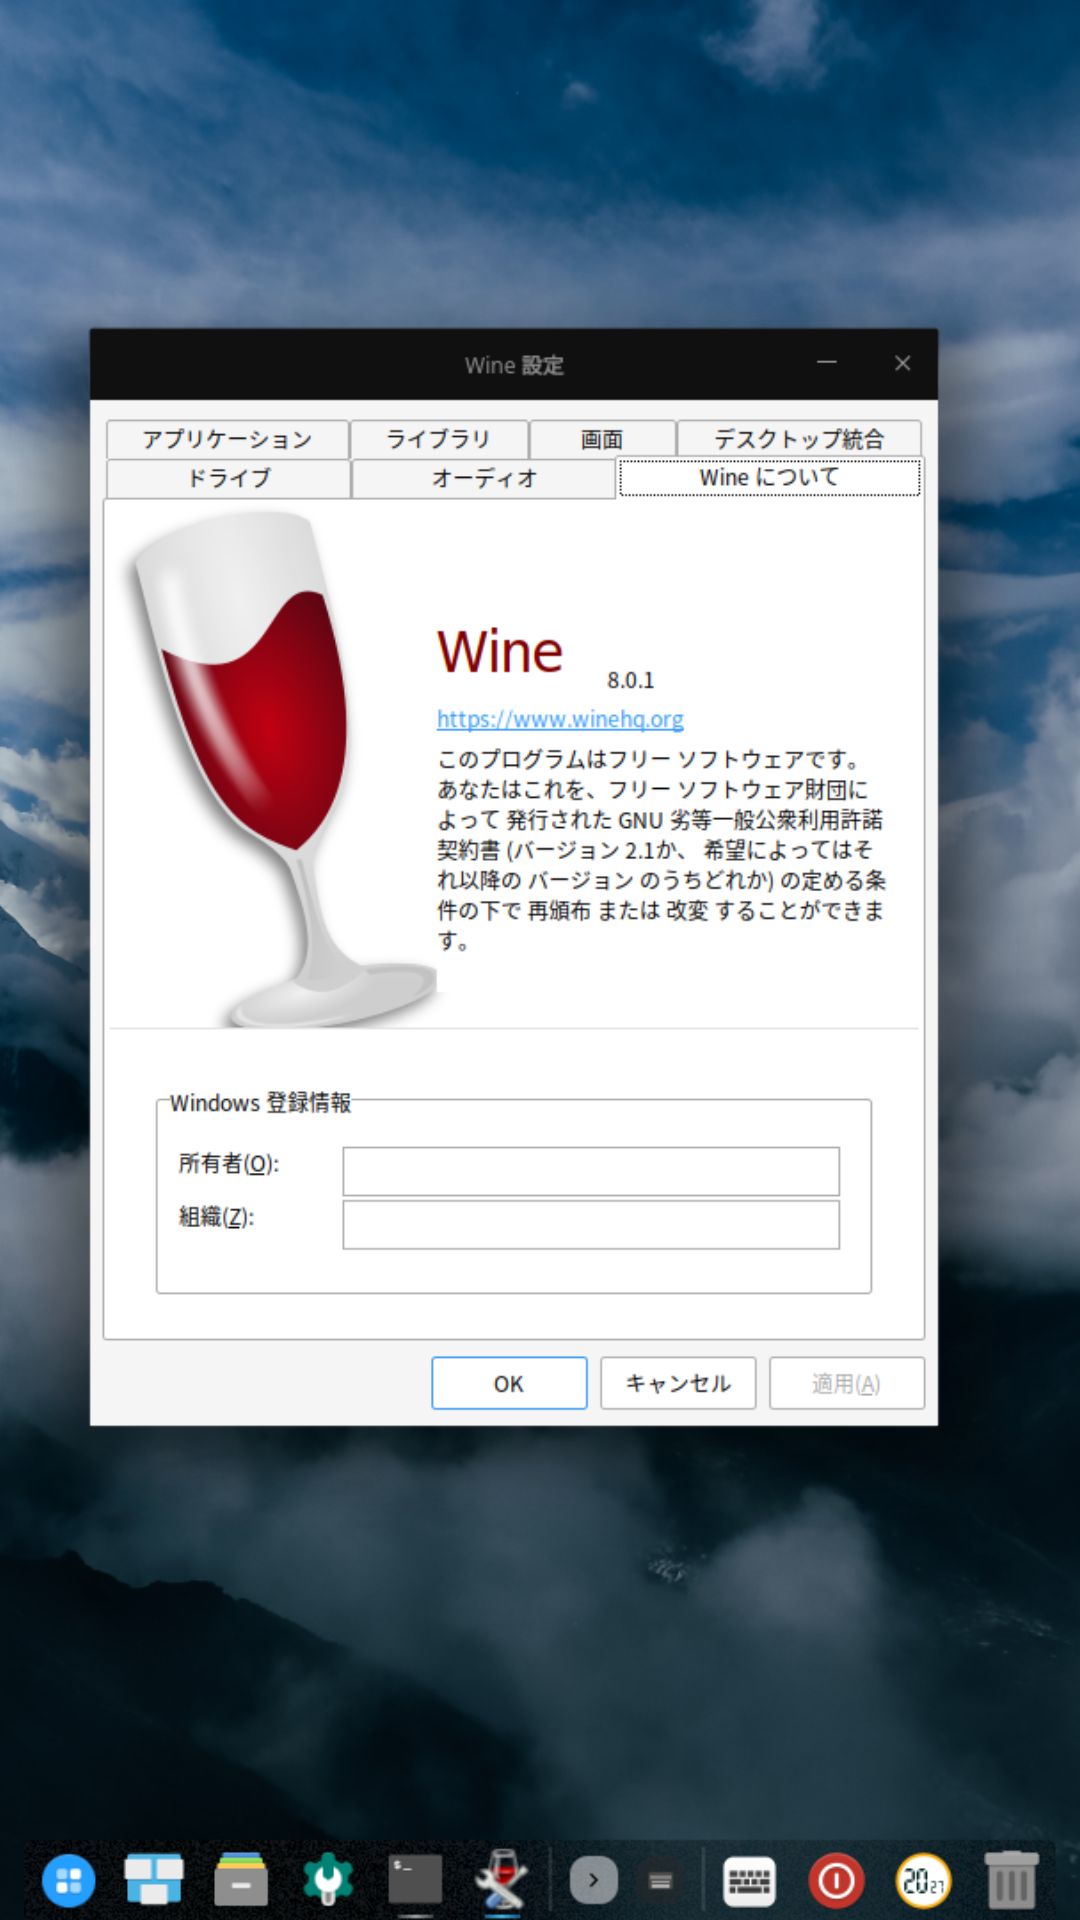 Wine 設定
アプリケーション ライブラリ 画面 デスクトップ統合
ドライブ オーディオ Wine について
Wine 8.0.1
https://www.winehq.org
このプログラムはフリー ソフトウェアです。
あなたはこれを、フリー ソフトウェア財団に
よって 発行された GNU 劣等一般公衆利用許諾
契約書 (バージョン 2.1か、 希望によってはそ
れ以降の バージョン のうちどれか) の定める条
件の下で 再頒布 または 改変 することができま
す。
Windows 登録情報
所有者(O):
組織(Z):
OK キャンセル 適用(A)
$_
20 27